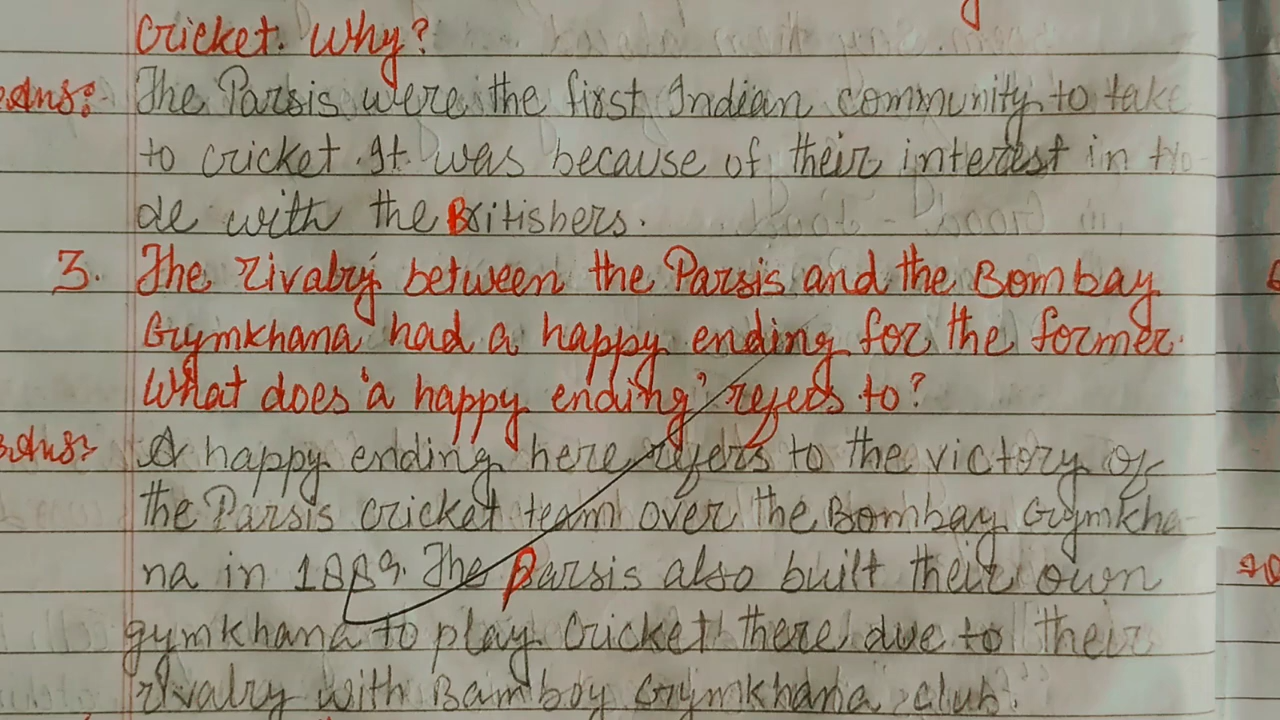 Cricket. Why?
Ans:- The Parsis were the first Indian community to take
to cricket. It was because of their interest in tra-
de with the Britishers.
3. The rivalry between the Parsis and the Bombay
Gymkhana had a happy ending for the former.
What does 'a happy ending' refers to?
Ans:- A happy ending here refers to the victory of
the Parsis cricket team over the Bombay Gymkha-
na in 1889. The Parsis also built their own
gymkhana to play cricket there, due to their
rivalry with Bamboy Gymkhana club.